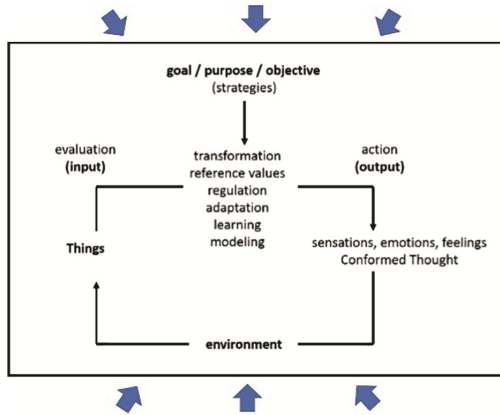 goal / purpose / objective
(strategies)
evaluation
(input)
transformation
reference values
regulation
adaptation
learning
modeling
action
(output)
Things
sensations, emotions, feelings
Conformed Thought
environment